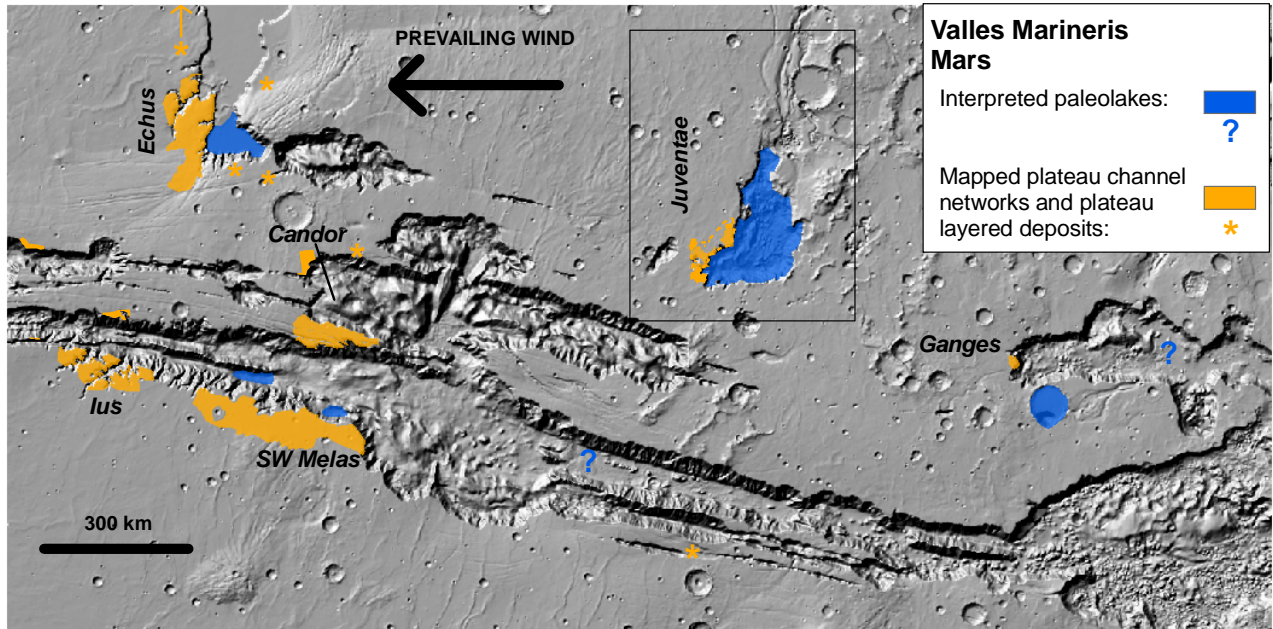 PREVAILING WIND
Valles Marineris
Mars
Interpreted paleolakes:
?
Mapped plateau channel
networks and plateau
layered deposits:
*
*
*
*
*
*
Echus
Juventae
Candor
*
Ganges
?
Ius
SW Melas
?
300 km
*